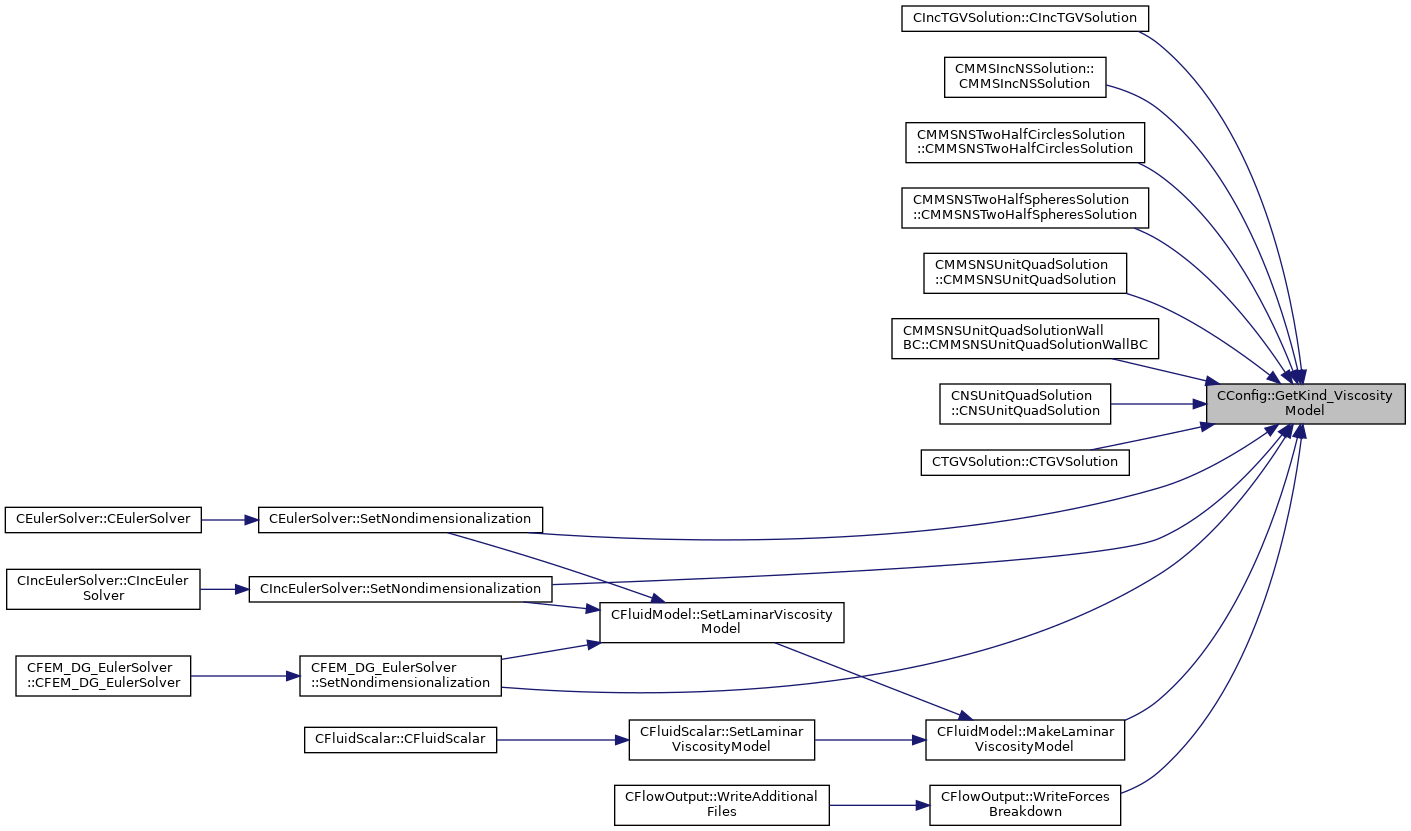 CIncTGVSolution::CIncTGVSolution
CMMSIncNSSolution::
CMMSIncNSSolution
CMMSNSTwoHalfCirclesSolution
::CMMSNSTwoHalfCirclesSolution
CMMSNSTwoHalfSpheresSolution
::CMMSNSTwoHalfSpheresSolution
CMMSNSUnitQuadSolution
::CMMSNSUnitQuadSolution
CMMSNSUnitQuadSolutionWall
BC::CMMSNSUnitQuadSolutionWallBC
CConfig::GetKind_Viscosity
Model
CNSUnitQuadSolution
::CNSUnitQuadSolution
CTGVSolution::CTGVSolution
CEulerSolver::CEulerSolver
CEulerSolver::SetNondimensionalization
CIncEulerSolver::CIncEuler
Solver
CIncEulerSolver::SetNondimensionalization
CFluidModel::SetLaminarViscosity
Model
CFEM_DG_EulerSolver
::CFEM_DG_EulerSolver
CFEM_DG_EulerSolver
::SetNondimensionalization
CFluidScalar::CFluidScalar
CFluidScalar::SetLaminar
ViscosityModel
CFluidModel::MakeLaminar
ViscosityModel
CFlowOutput::WriteAdditional
Files
CFlowOutput::WriteForces
Breakdown